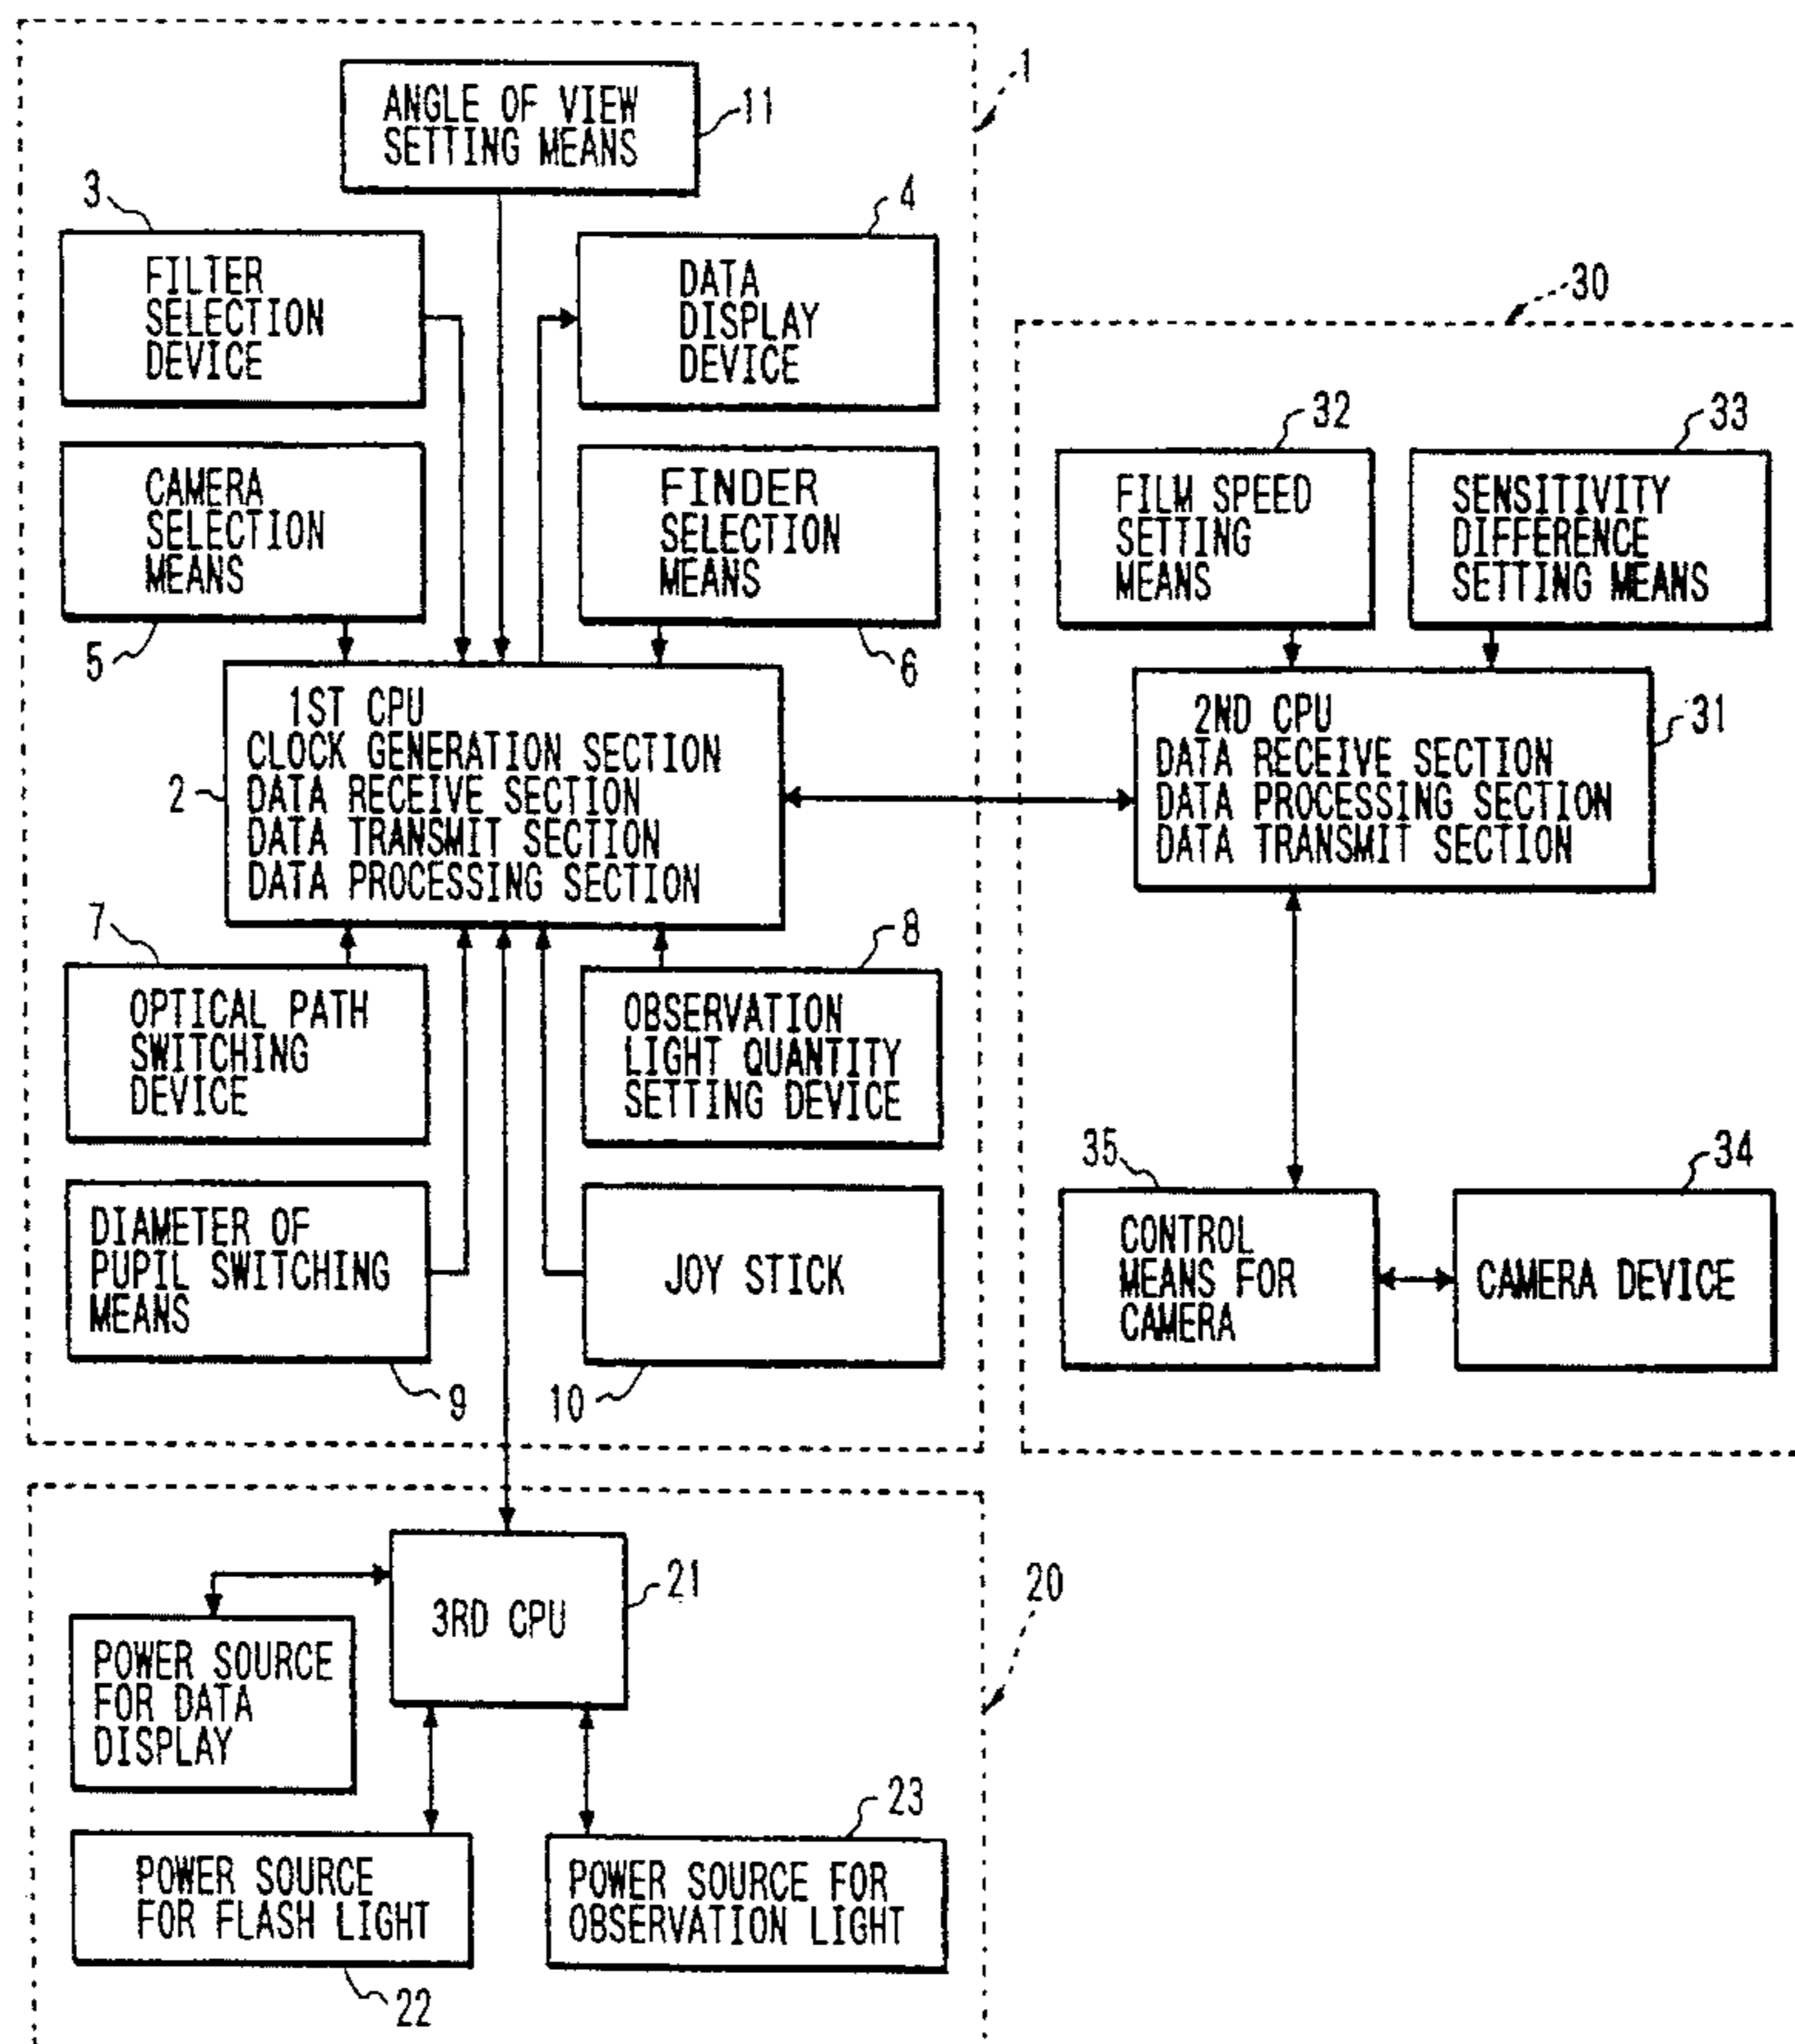 1
ANGLE OF VIEW
SETTING MEANS
11
3
FILTER
SELECTION
DEVICE
4
DATA
DISPLAY
DEVICE
CAMERA
SELECTION
MEANS
5
FINDER
SELECTION
MEANS
6
1ST CPU
CLOCK GENERATION SECTION
DATA RECEIVE SECTION
DATA TRANSMIT SECTION
DATA PROCESSING SECTION
2
7
OPTICAL PATH
SWITCHING
DEVICE
8
OBSERVATION
LIGHT QUANTITY
SETTING DEVICE
DIAMETER OF
PUPIL SWITCHING
MEANS
9
JOY STICK
10
30
32
FILM SPEED
SETTING
MEANS
33
SENSITIVITY
DIFFERENCE
SETTING MEANS
2ND CPU
DATA RECEIVE SECTION
DATA PROCESSING SECTION
DATA TRANSMIT SECTION
31
35
CONTROL
MEANS FOR
CAMERA
34
CAMERA DEVICE
20
3RD CPU
21
POWER SOURCE
FOR DATA
DISPLAY
POWER SOURCE
FOR FLASH LIGHT
22
23
POWER SOURCE FOR
OBSERVATION LIGHT